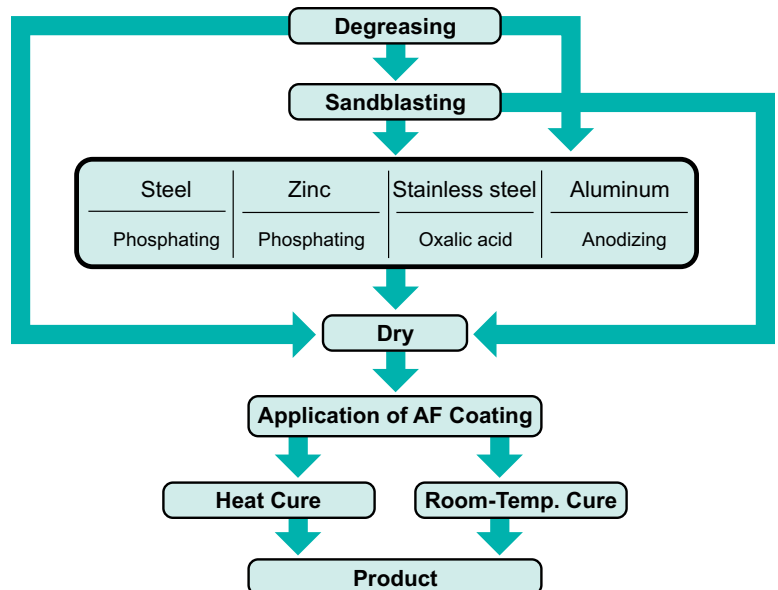 Degreasing
Sandblasting
Steel
Zinc
Stainless steel
Aluminum
Phosphating
Phosphating
Oxalic acid
Anodizing
Dry
Application of AF Coating
Heat Cure
Room-Temp. Cure
Product